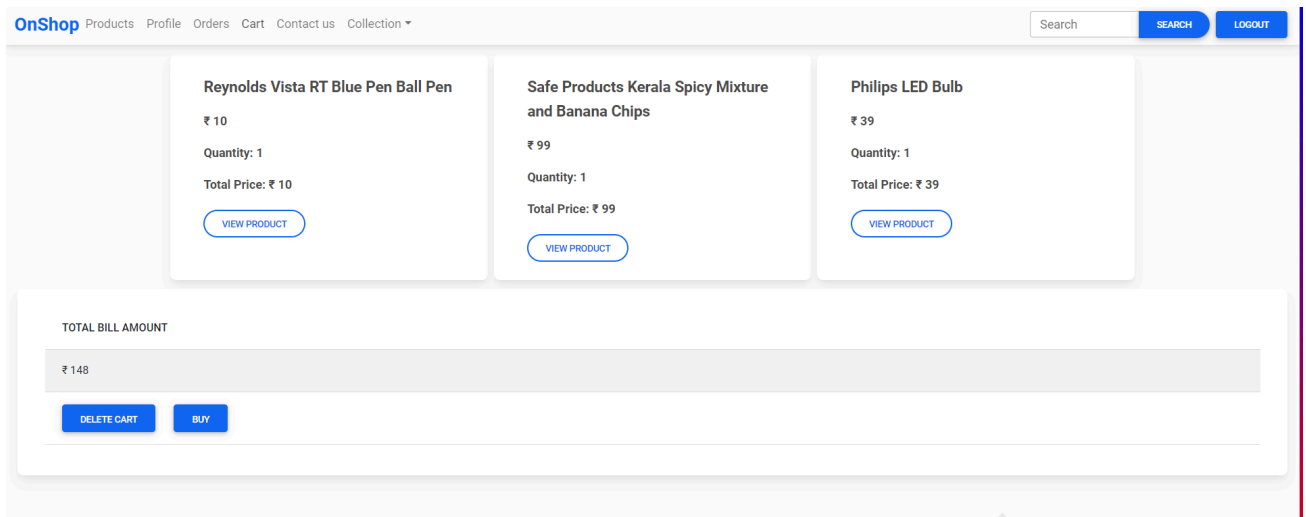 OnShop Products Profile Orders Cart Contact us Collection Search SEARCH LOGOUT
Reynolds Vista RT Blue Pen Ball Pen
₹ 10
Quantity: 1
Total Price: ₹ 10
VIEW PRODUCT
Safe Products Kerala Spicy Mixture
and Banana Chips
₹ 99
Quantity: 1
Total Price: ₹ 99
VIEW PRODUCT
Philips LED Bulb
₹ 39
Quantity: 1
Total Price: ₹ 39
VIEW PRODUCT
TOTAL BILL AMOUNT
₹ 148
DELETE CART BUY